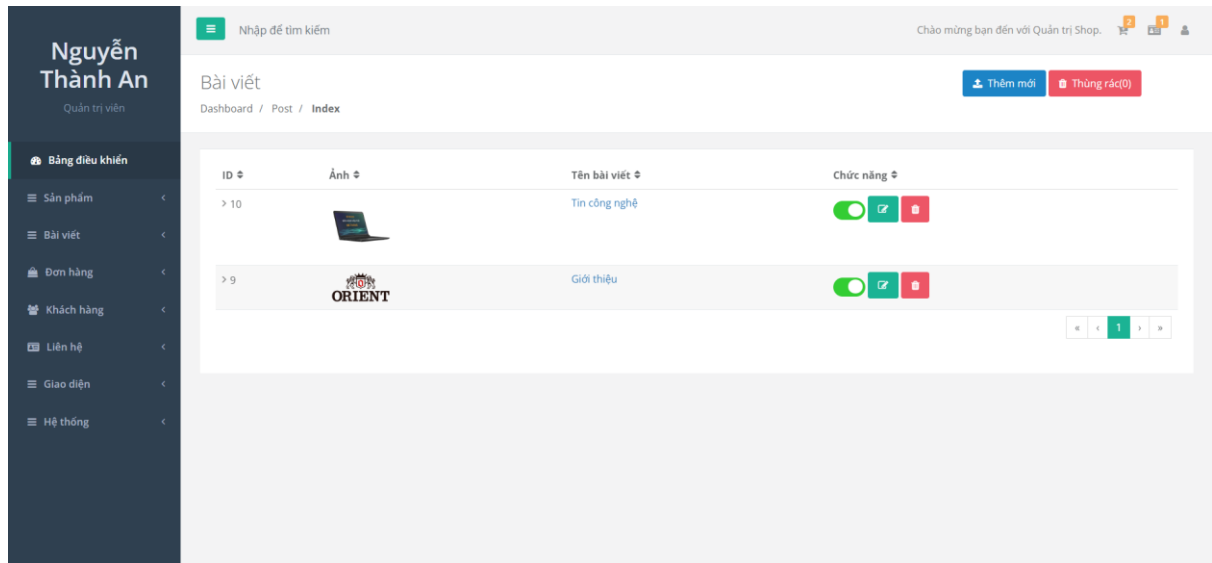 Nguyễn
Thành An
Quản trị viên
Bảng điều khiển
Sản phẩm
Bài viết
Đơn hàng
Khách hàng
Liên hệ
Giao diện
Hệ thống
Nhập để tìm kiếm
Chào mừng bạn đến với Quản trị Shop. 2 1
Bài viết
Dashboard / Post / Index
Thêm mới Thùng rác(0)
ID Ảnh Tên bài viết Chức năng
> 10 Tin công nghệ
> 9 Giới thiệu
ORIENT
« ‹ 1 › »